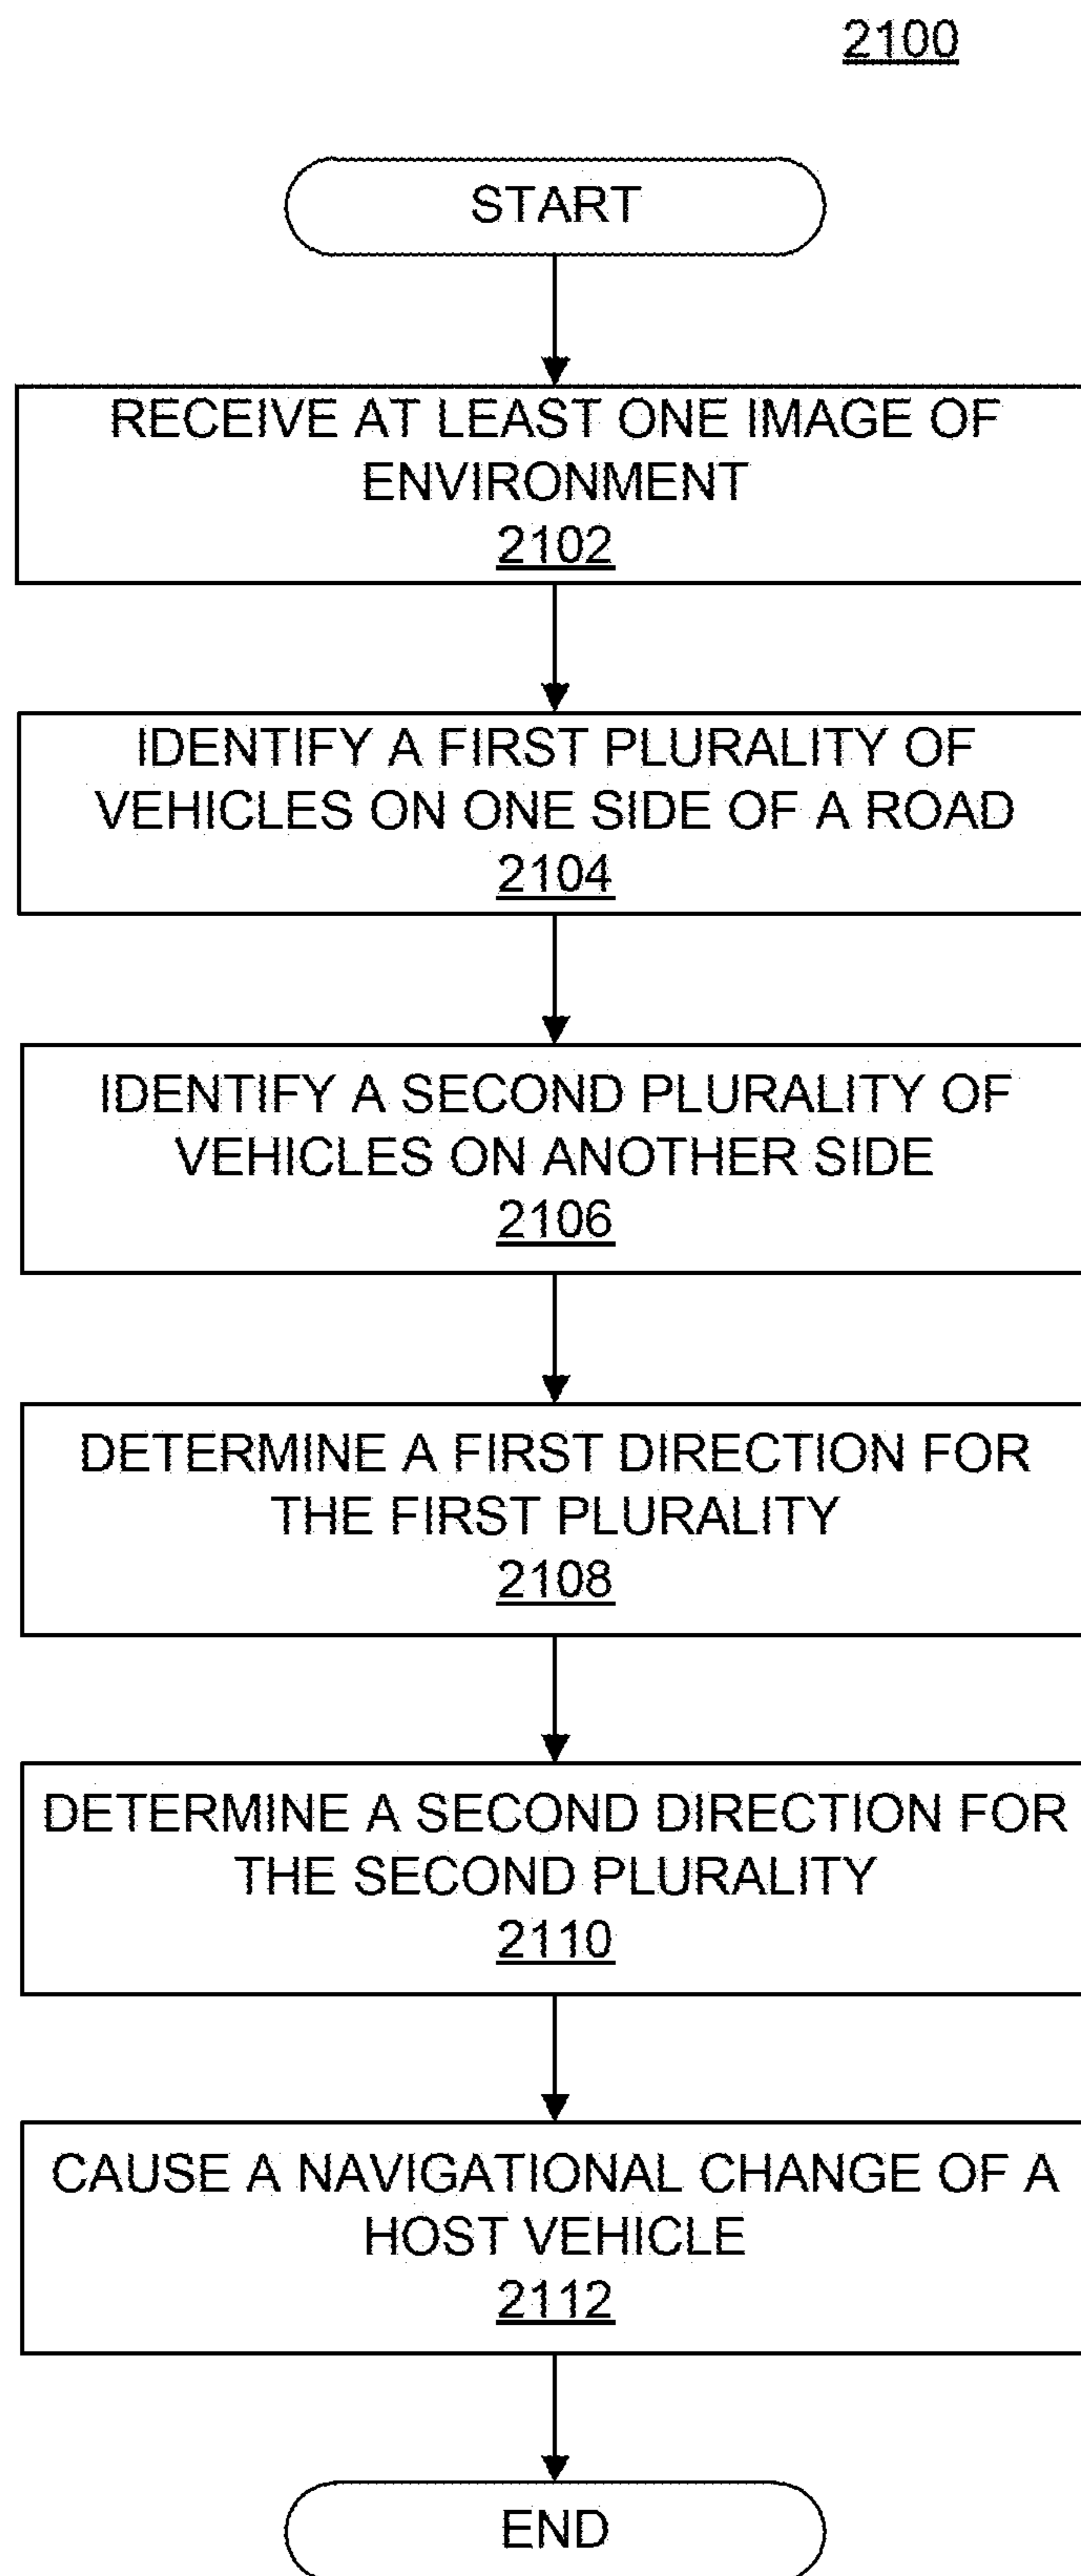 2100
START
RECEIVE AT LEAST ONE IMAGE OF
ENVIRONMENT
2102
IDENTIFY A FIRST PLURALITY OF
VEHICLES ON ONE SIDE OF A ROAD
2104
IDENTIFY A SECOND PLURALITY OF
VEHICLES ON ANOTHER SIDE
2106
DETERMINE A FIRST DIRECTION FOR
THE FIRST PLURALITY
2108
DETERMINE A SECOND DIRECTION FOR
THE SECOND PLURALITY
2110
CAUSE A NAVIGATIONAL CHANGE OF A
HOST VEHICLE
2112
END